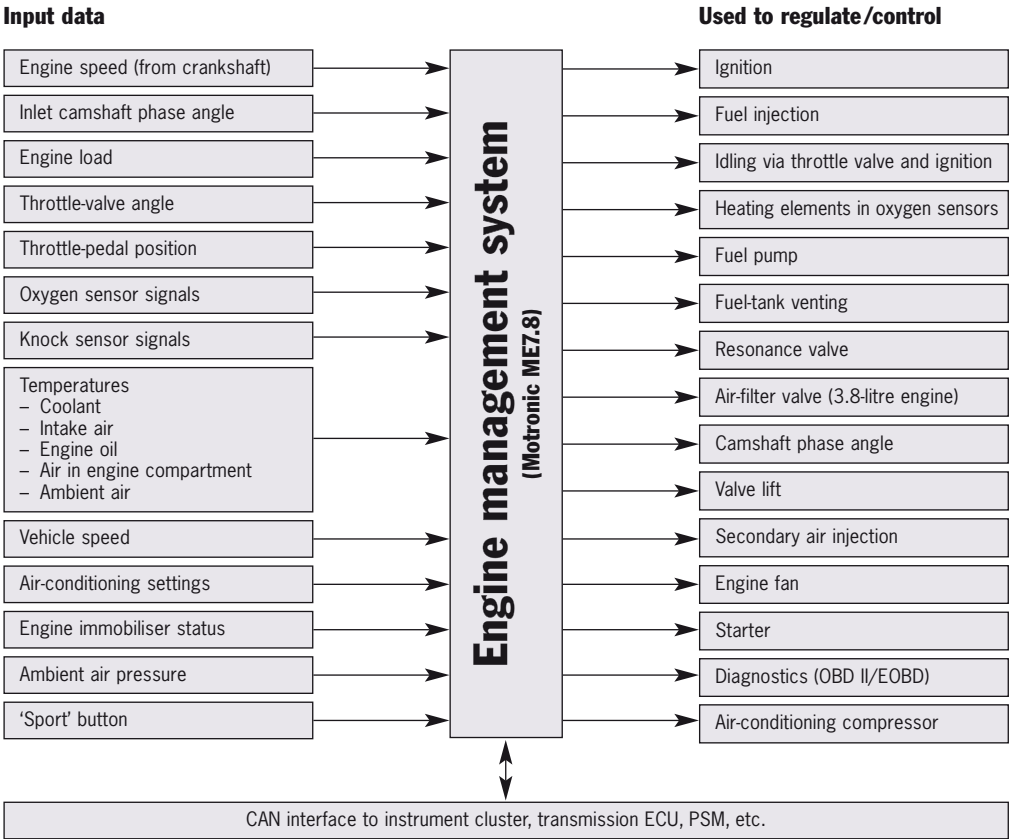 Input data
Used to regulate/control
Engine speed (from crankshaft)
Inlet camshaft phase angle
Engine load
Throttle-valve angle
Throttle-pedal position
Oxygen sensor signals
Knock sensor signals
Temperatures
– Coolant
– Intake air
– Engine oil
– Air in engine compartment
– Ambient air
Vehicle speed
Air-conditioning settings
Engine immobiliser status
Ambient air pressure
‘Sport’ button
Engine management system
(Motronic ME7.8)
Ignition
Fuel injection
Idling via throttle valve and ignition
Heating elements in oxygen sensors
Fuel pump
Fuel-tank venting
Resonance valve
Air-filter valve (3.8-litre engine)
Camshaft phase angle
Valve lift
Secondary air injection
Engine fan
Starter
Diagnostics (OBD II/EOBD)
Air-conditioning compressor
CAN interface to instrument cluster, transmission ECU, PSM, etc.